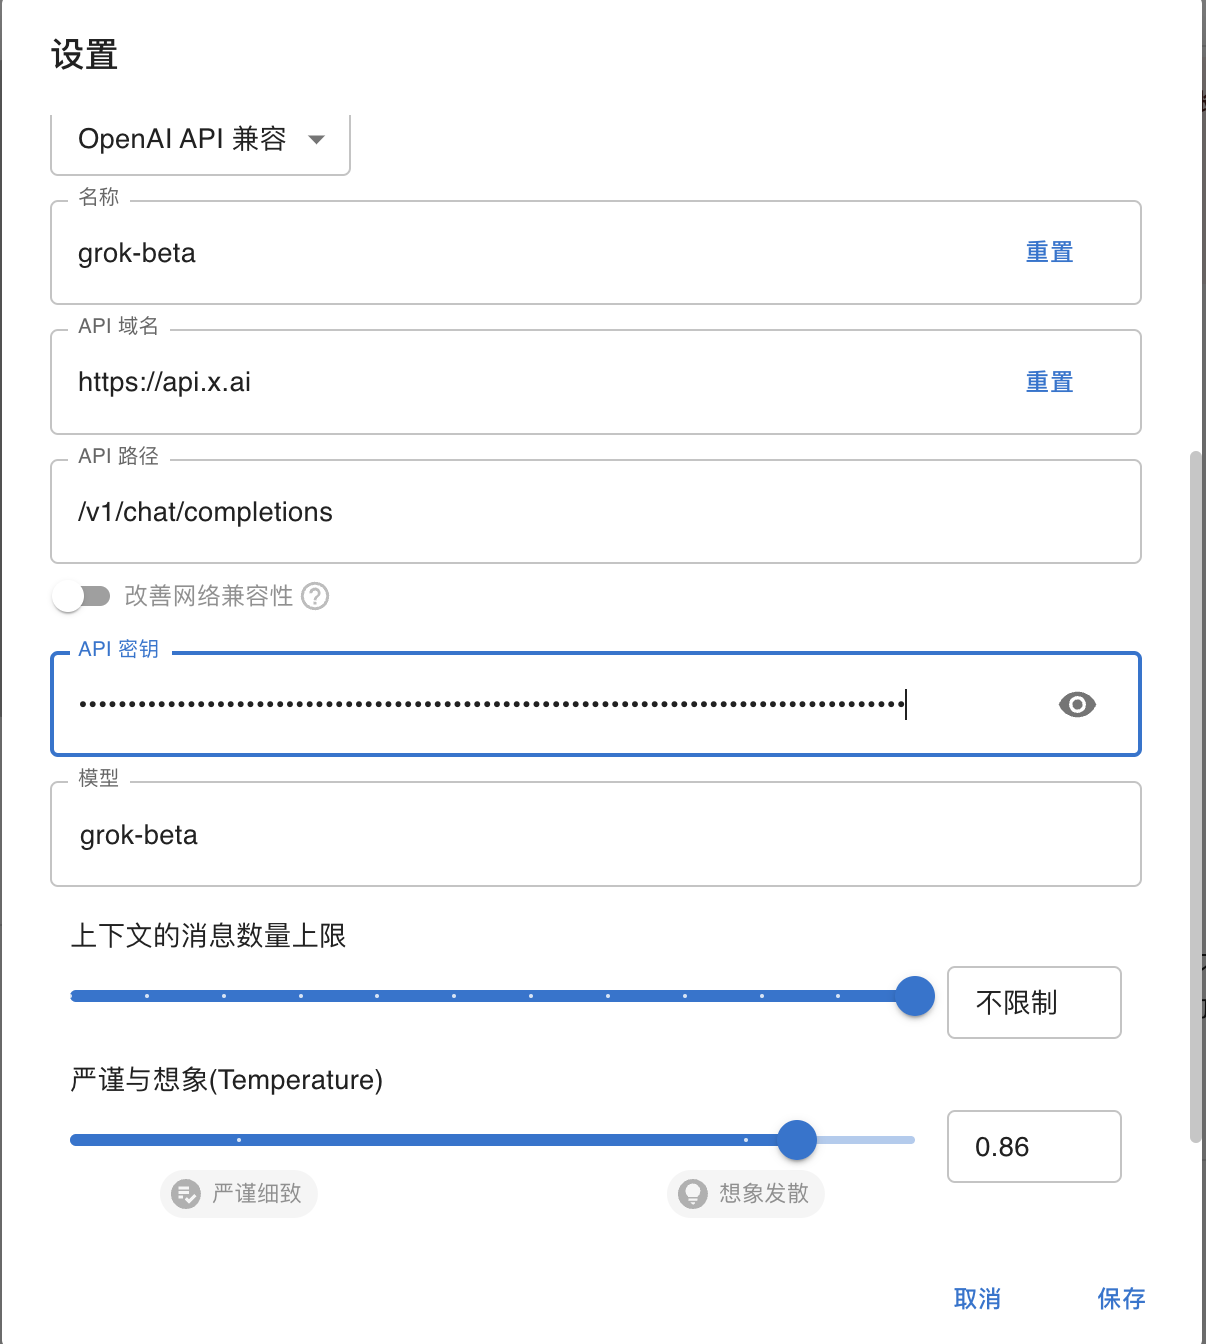 设置
OpenAI API 兼容
名称
grok-beta
重置
API 域名
https://api.x.ai
重置
API 路径
/v1/chat/completions
改善网络兼容性
API 密钥
••••••••••••••••••••••••••••••••••••••••••••••••••••••••••••••••••••••••••••••••••••
模型
grok-beta
上下文的消息数量上限
不限制
严谨与想象(Temperature)
0.86
严谨细致
想象发散
取消
保存